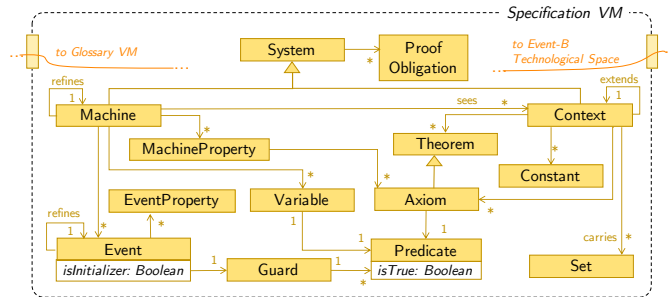 Specification VM
to Glossary VM
System
*
Proof
Obligation
to Event-B
Technological Space
refines
1
Machine
sees
*
extends
1
Context
*
MachineProperty
*
Theorem
*
Constant
EventProperty
*
Variable
*
Axiom
*
refines
1
*
*
1
1
1
carries
*
Event
isInitializer: Boolean
1
1
Guard
1
*
Predicate
isTrue: Boolean
Set